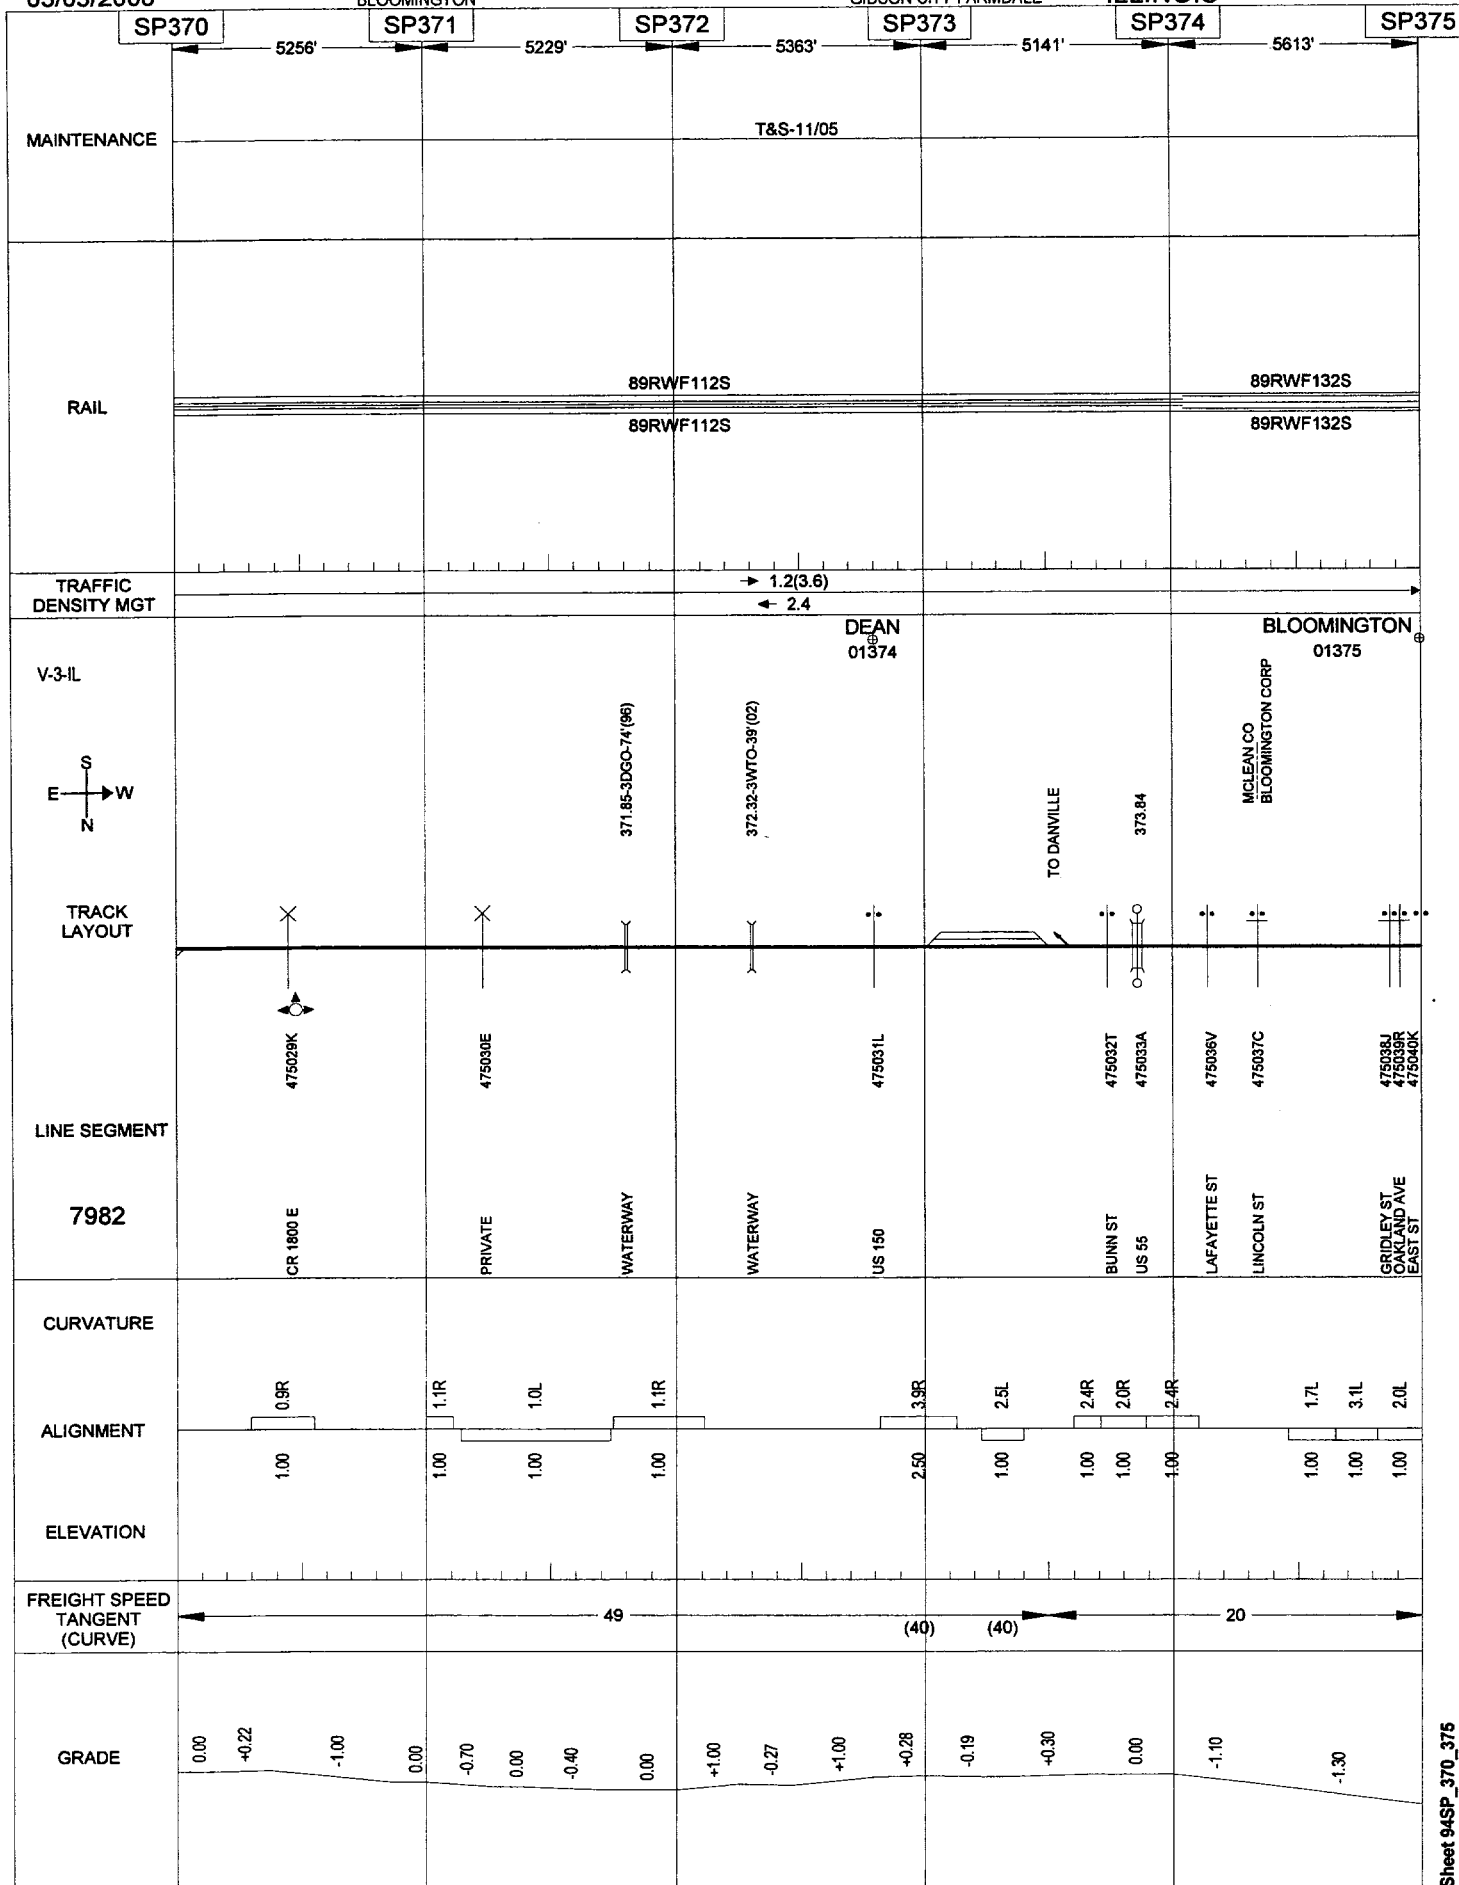 BLOOMINGTON
ILLINOIS
SP370 SP371 SP372 SP373 SP374 SP375
5256' 5229' 5363' 5141' 5613'
MAINTENANCE
T&S-11/05
RAIL
89RWF112S 89RWF132S
89RWF112S 89RWF132S
TRAFFIC
DENSITY MGT
1.2(3.6)
2.4
V-3-IL
DEAN
01374
BLOOMINGTON
01375
S
E W
N
371.85-3DGO-74'(96)
372.32-3WTO-39'(02)
TO DANVILLE
373.84
MCLEAN CO
BLOOMINGTON CORP
TRACK
LAYOUT
475029K
475030E
475031L
475032T
475033A
475036V
475037C
475038J
475039R
475040K
LINE SEGMENT
7982
CR 1800 E
PRIVATE
WATERWAY
WATERWAY
US 150
BUNN ST
US 55
LAFAYETTE ST
LINCOLN ST
GRIDLEY ST
OAKLAND AVE
EAST ST
CURVATURE
0.9R 1.1R 1.0L 1.1R 3.9R 2.5L 2.4R 2.0R 2.4R 1.7L 3.1L 2.0L
ALIGNMENT
1.00 1.00 1.00 1.00 2.50 1.00 1.00 1.00 1.00 1.00 1.00 1.00
ELEVATION
FREIGHT SPEED
TANGENT
(CURVE)
49 20
(40) (40)
GRADE
0.00 +0.22 -1.00 0.00 -0.70 0.00 -0.40 0.00 +1.00 -0.27 +1.00 +0.28 -0.19 +0.30 0.00 -1.10 -1.30
Sheet 94SP_370_375